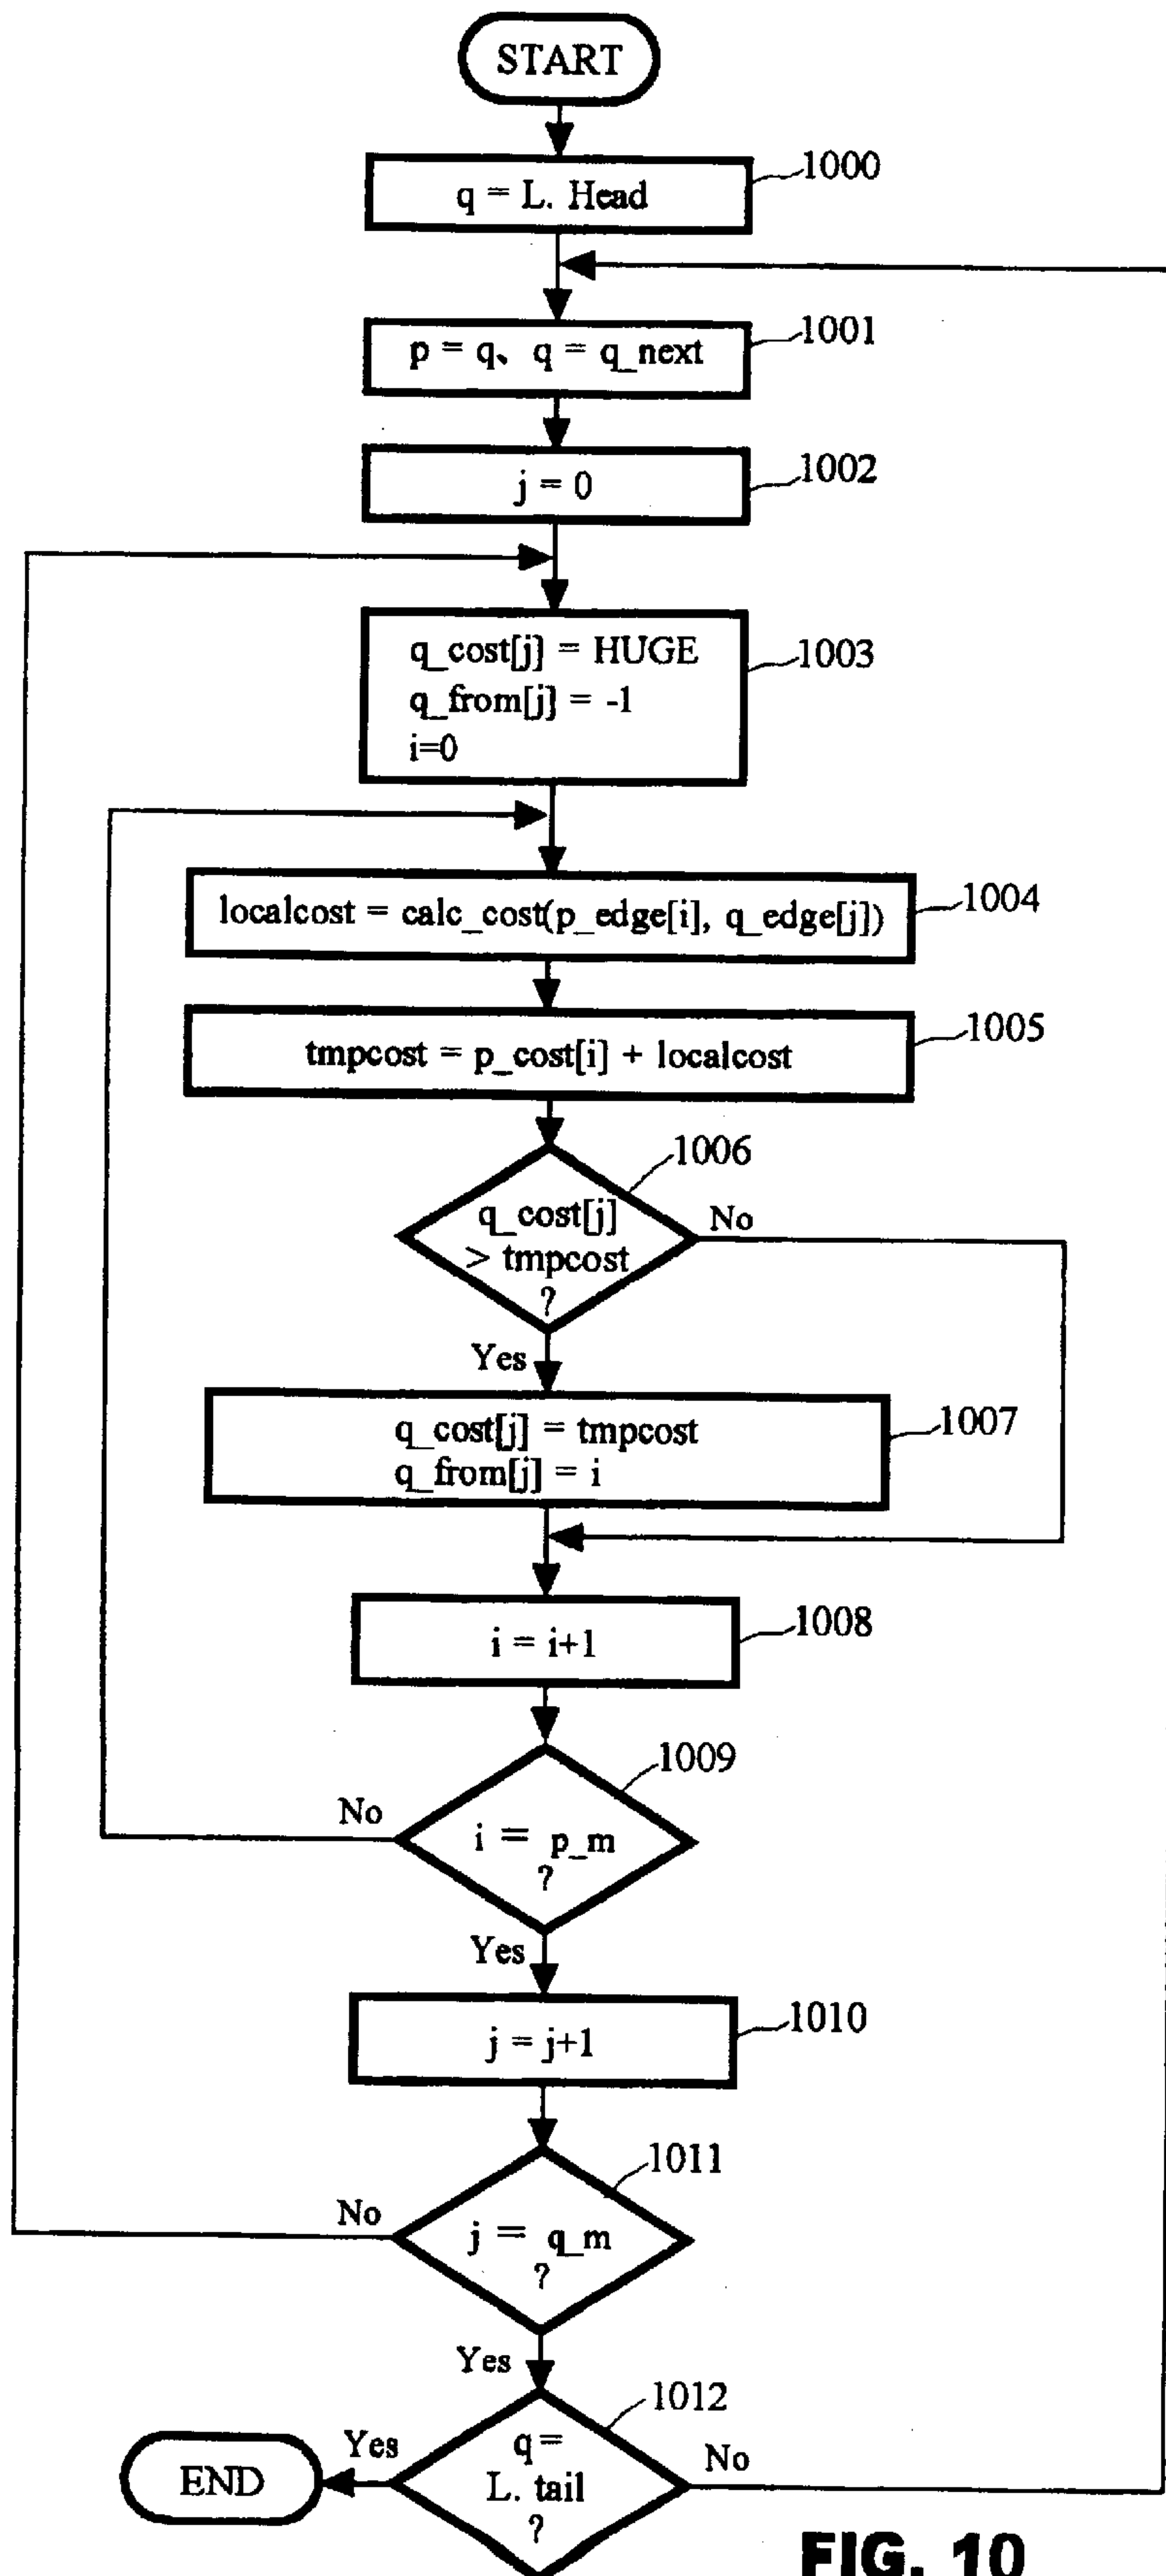 START
1000
q = L. Head
1001
p = q、 q = q_next
1002
j = 0
1003
q_cost[j] = HUGE
q_from[j] = -1
i=0
1004
localcost = calc_cost(p_edge[i], q_edge[j])
1005
tmpcost = p_cost[i] + localcost
1006
q_cost[j]
> tmpcost
?
No
Yes
1007
q_cost[j] = tmpcost
q_from[j] = i
1008
i = i+1
1009
No
i = p_m
?
Yes
1010
j = j+1
1011
No
j = q_m
?
Yes
1012
q =
L. tail
?
Yes
No
END
FIG. 10